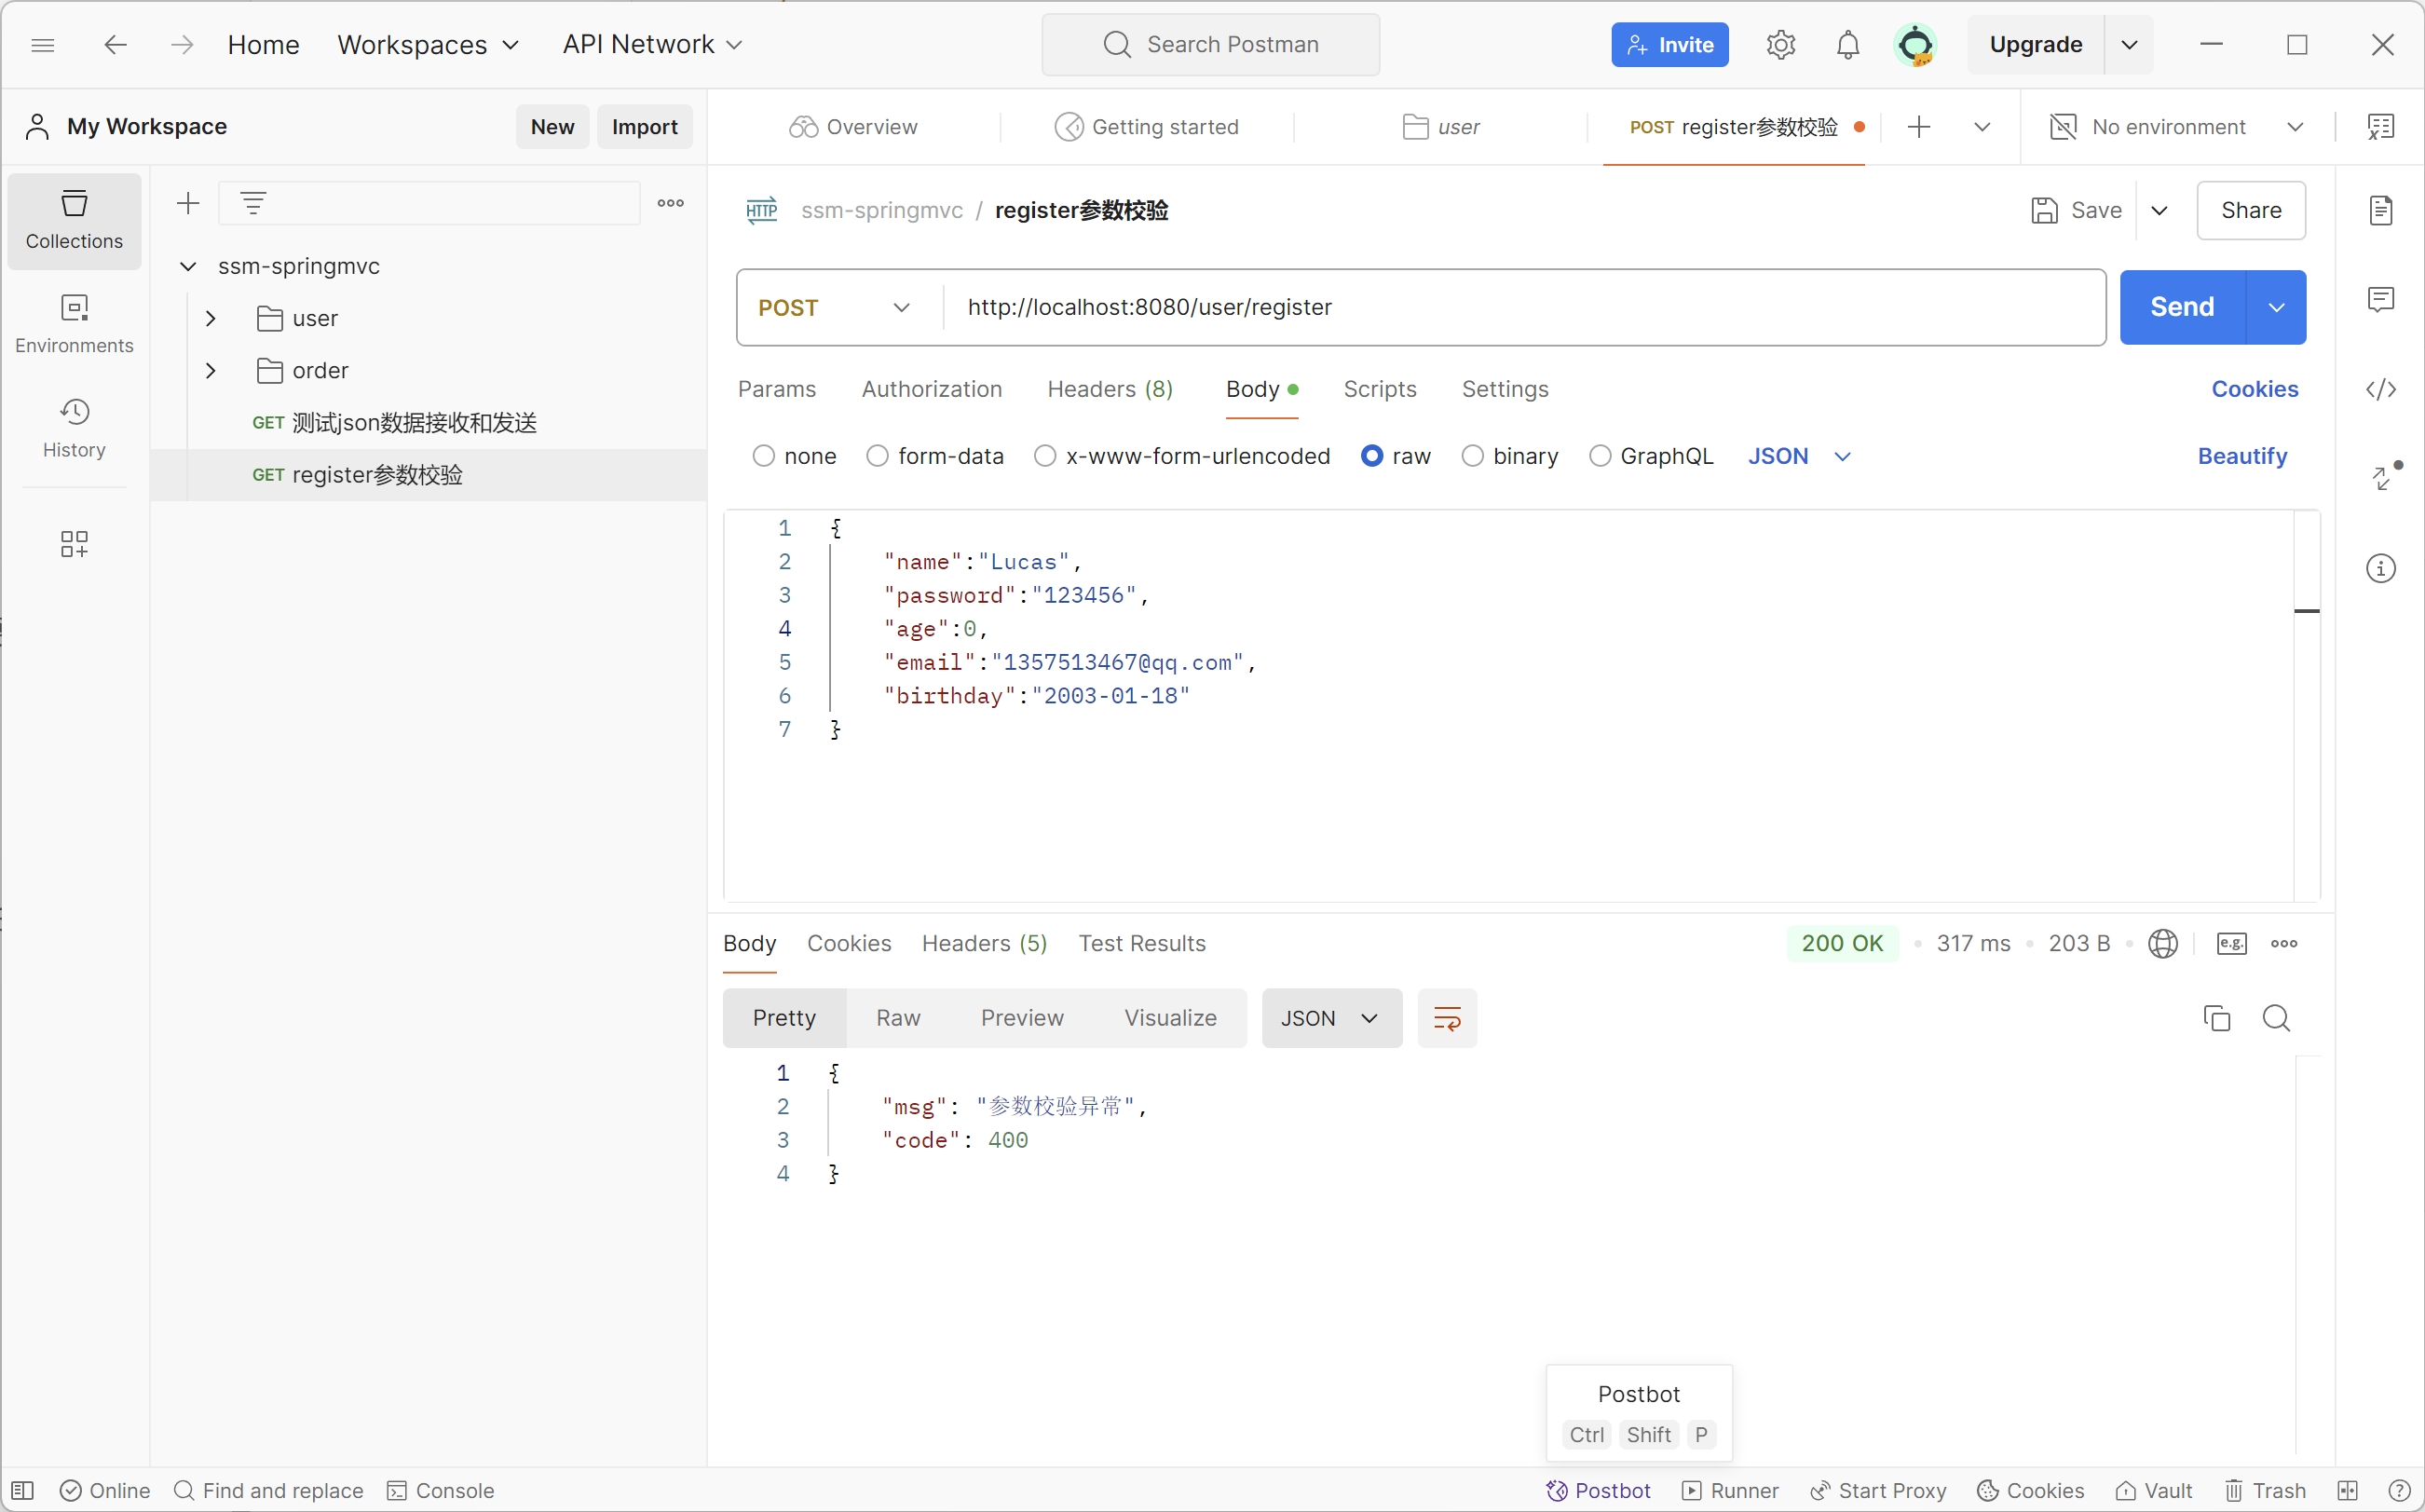 Home Workspaces API Network Search Postman Invite Upgrade
My Workspace New Import Overview Getting started user POST register参数校验 No environment
Collections
Environments
History
ssm-springmvc
user
order
GET 测试json数据接收和发送
GET register参数校验
HTTP ssm-springmvc / register参数校验 Save Share
POST http://localhost:8080/user/register Send
Params Authorization Headers (8) Body Scripts Settings Cookies
none form-data x-www-form-urlencoded raw binary GraphQL JSON Beautify
1 {
2 "name":"Lucas",
3 "password":"123456",
4 "age":0,
5 "email":"1357513467@qq.com",
6 "birthday":"2003-01-18"
7 }
Body Cookies Headers (5) Test Results 200 OK 317 ms 203 B e.g.
Pretty Raw Preview Visualize JSON
1 {
2 "msg": "参数校验异常",
3 "code": 400
4 }
Postbot
Ctrl Shift P
Online Find and replace Console Postbot Runner Start Proxy Cookies Vault Trash